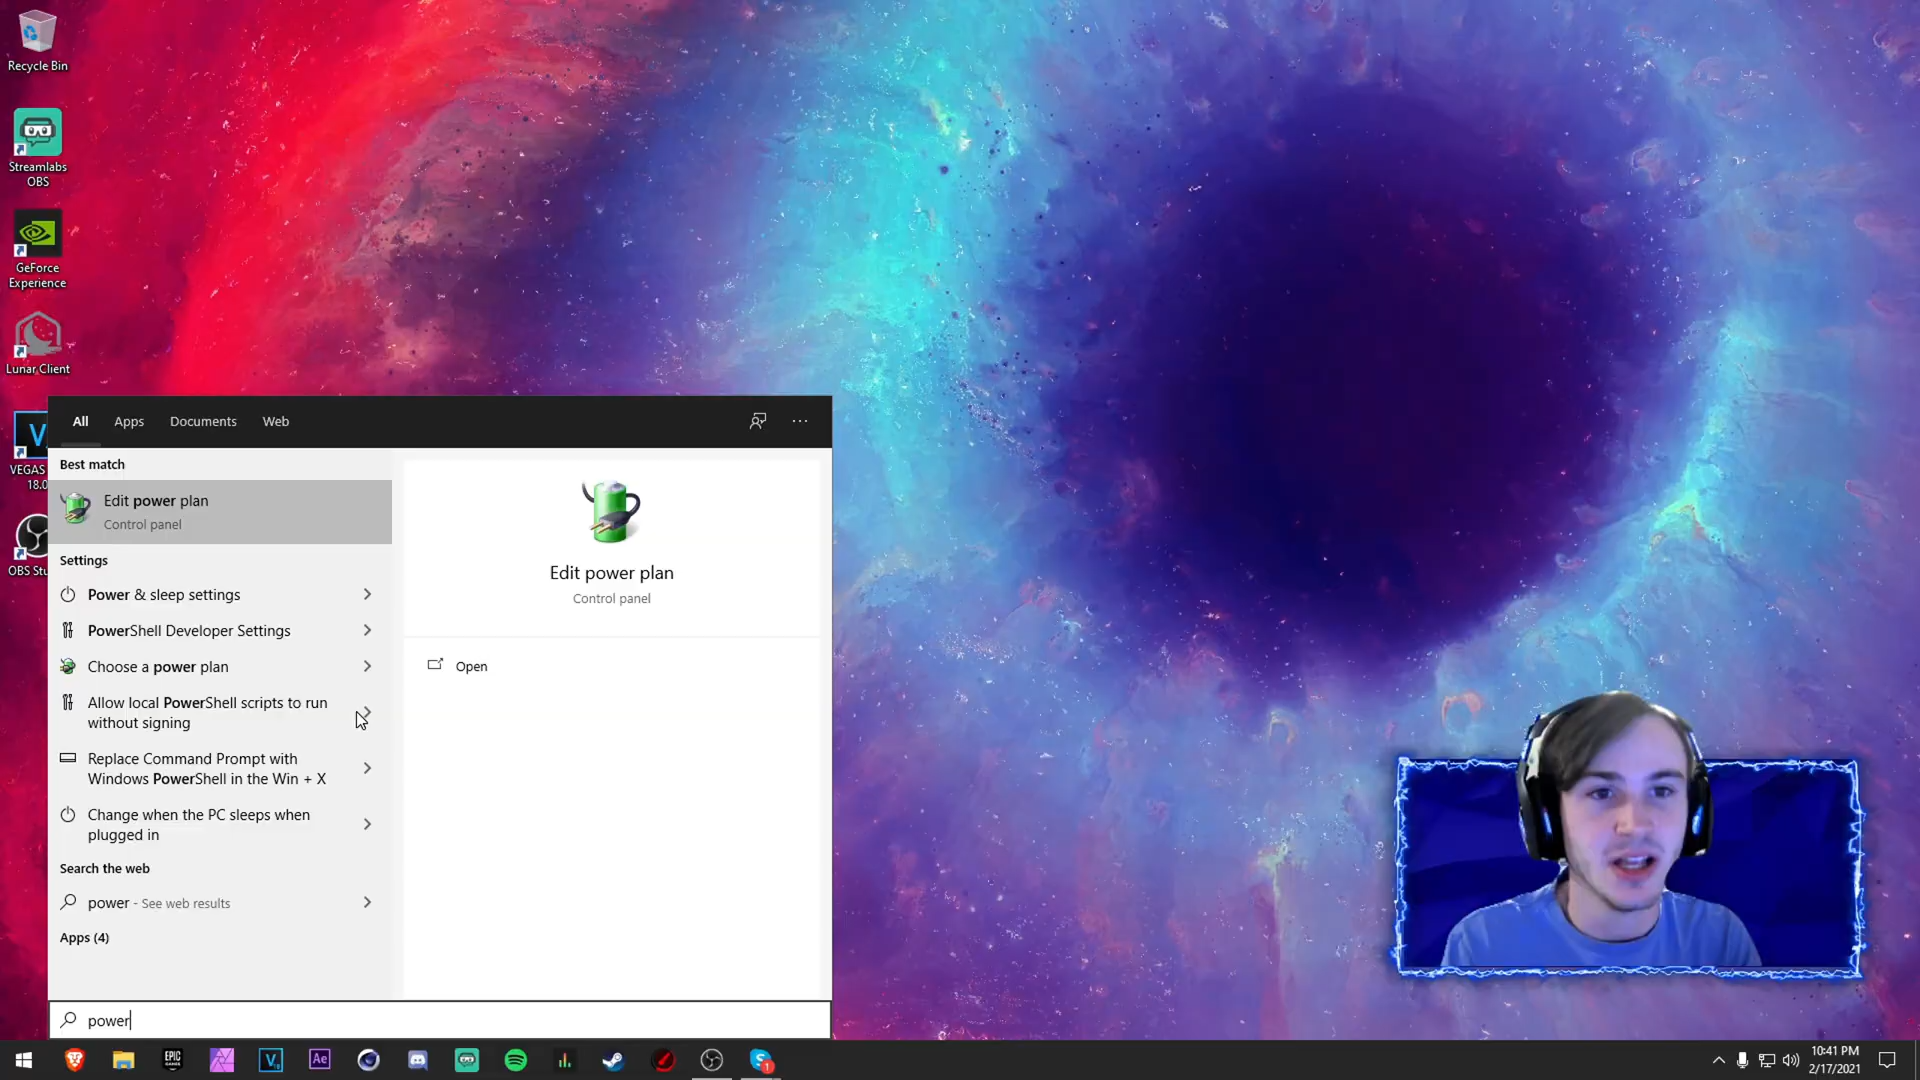 Recycle Bin
Streamlabs
OBS
GeForce
Experience
Lunar Client
VEGAS
18.0
OBS Stu
All
Apps
Documents
Web
Best match
Edit power plan
Control panel
Settings
Power & sleep settings
PowerShell Developer Settings
Choose a power plan
Allow local PowerShell scripts to run
without signing
Replace Command Prompt with
Windows PowerShell in the Win + X
Change when the PC sleeps when
plugged in
Search the web
power - See web results
Apps (4)
Edit power plan
Control panel
Open
power
EPIC
GAMES
V
Ae
1
10:41 PM
2/17/2021